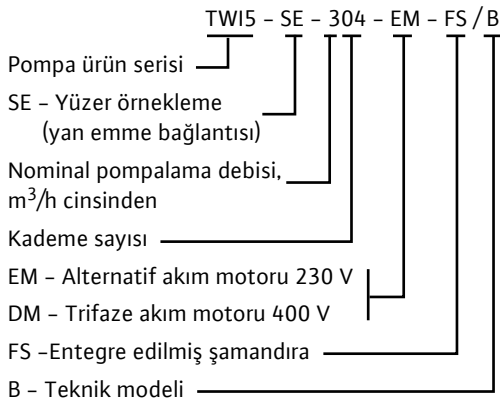 TWI5 – SE – 304 – EM – FS / B
Pompa ürün serisi
SE – Yüzer örnekleme
(yan emme bağlantısı)
Nominal pompalama debisi,
m³/h cinsinden
Kademe sayısı
EM – Alternatif akım motoru 230 V
DM – Trifaze akım motoru 400 V
FS –Entegre edilmiş şamandıra
B – Teknik modeli